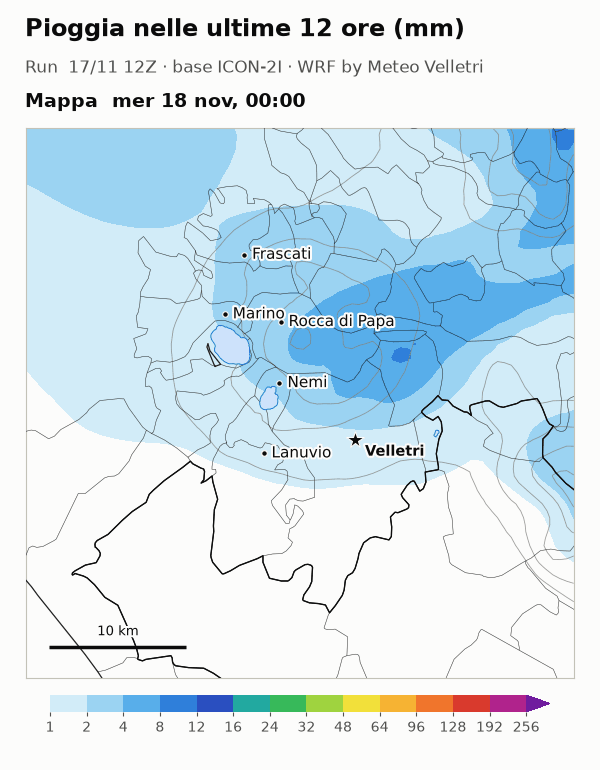 Pioggia nelle ultime 12 ore (mm)
Run  17/11 12Z · base ICON-2I · WRF by Meteo Velletri
Mappa  mer 18 nov, 00:00
Frascati
Marino
Rocca di Papa
Nemi
Velletri
Lanuvio
10 km
1 2 4 8 12 16 24 32 48 64 96 128 192 256